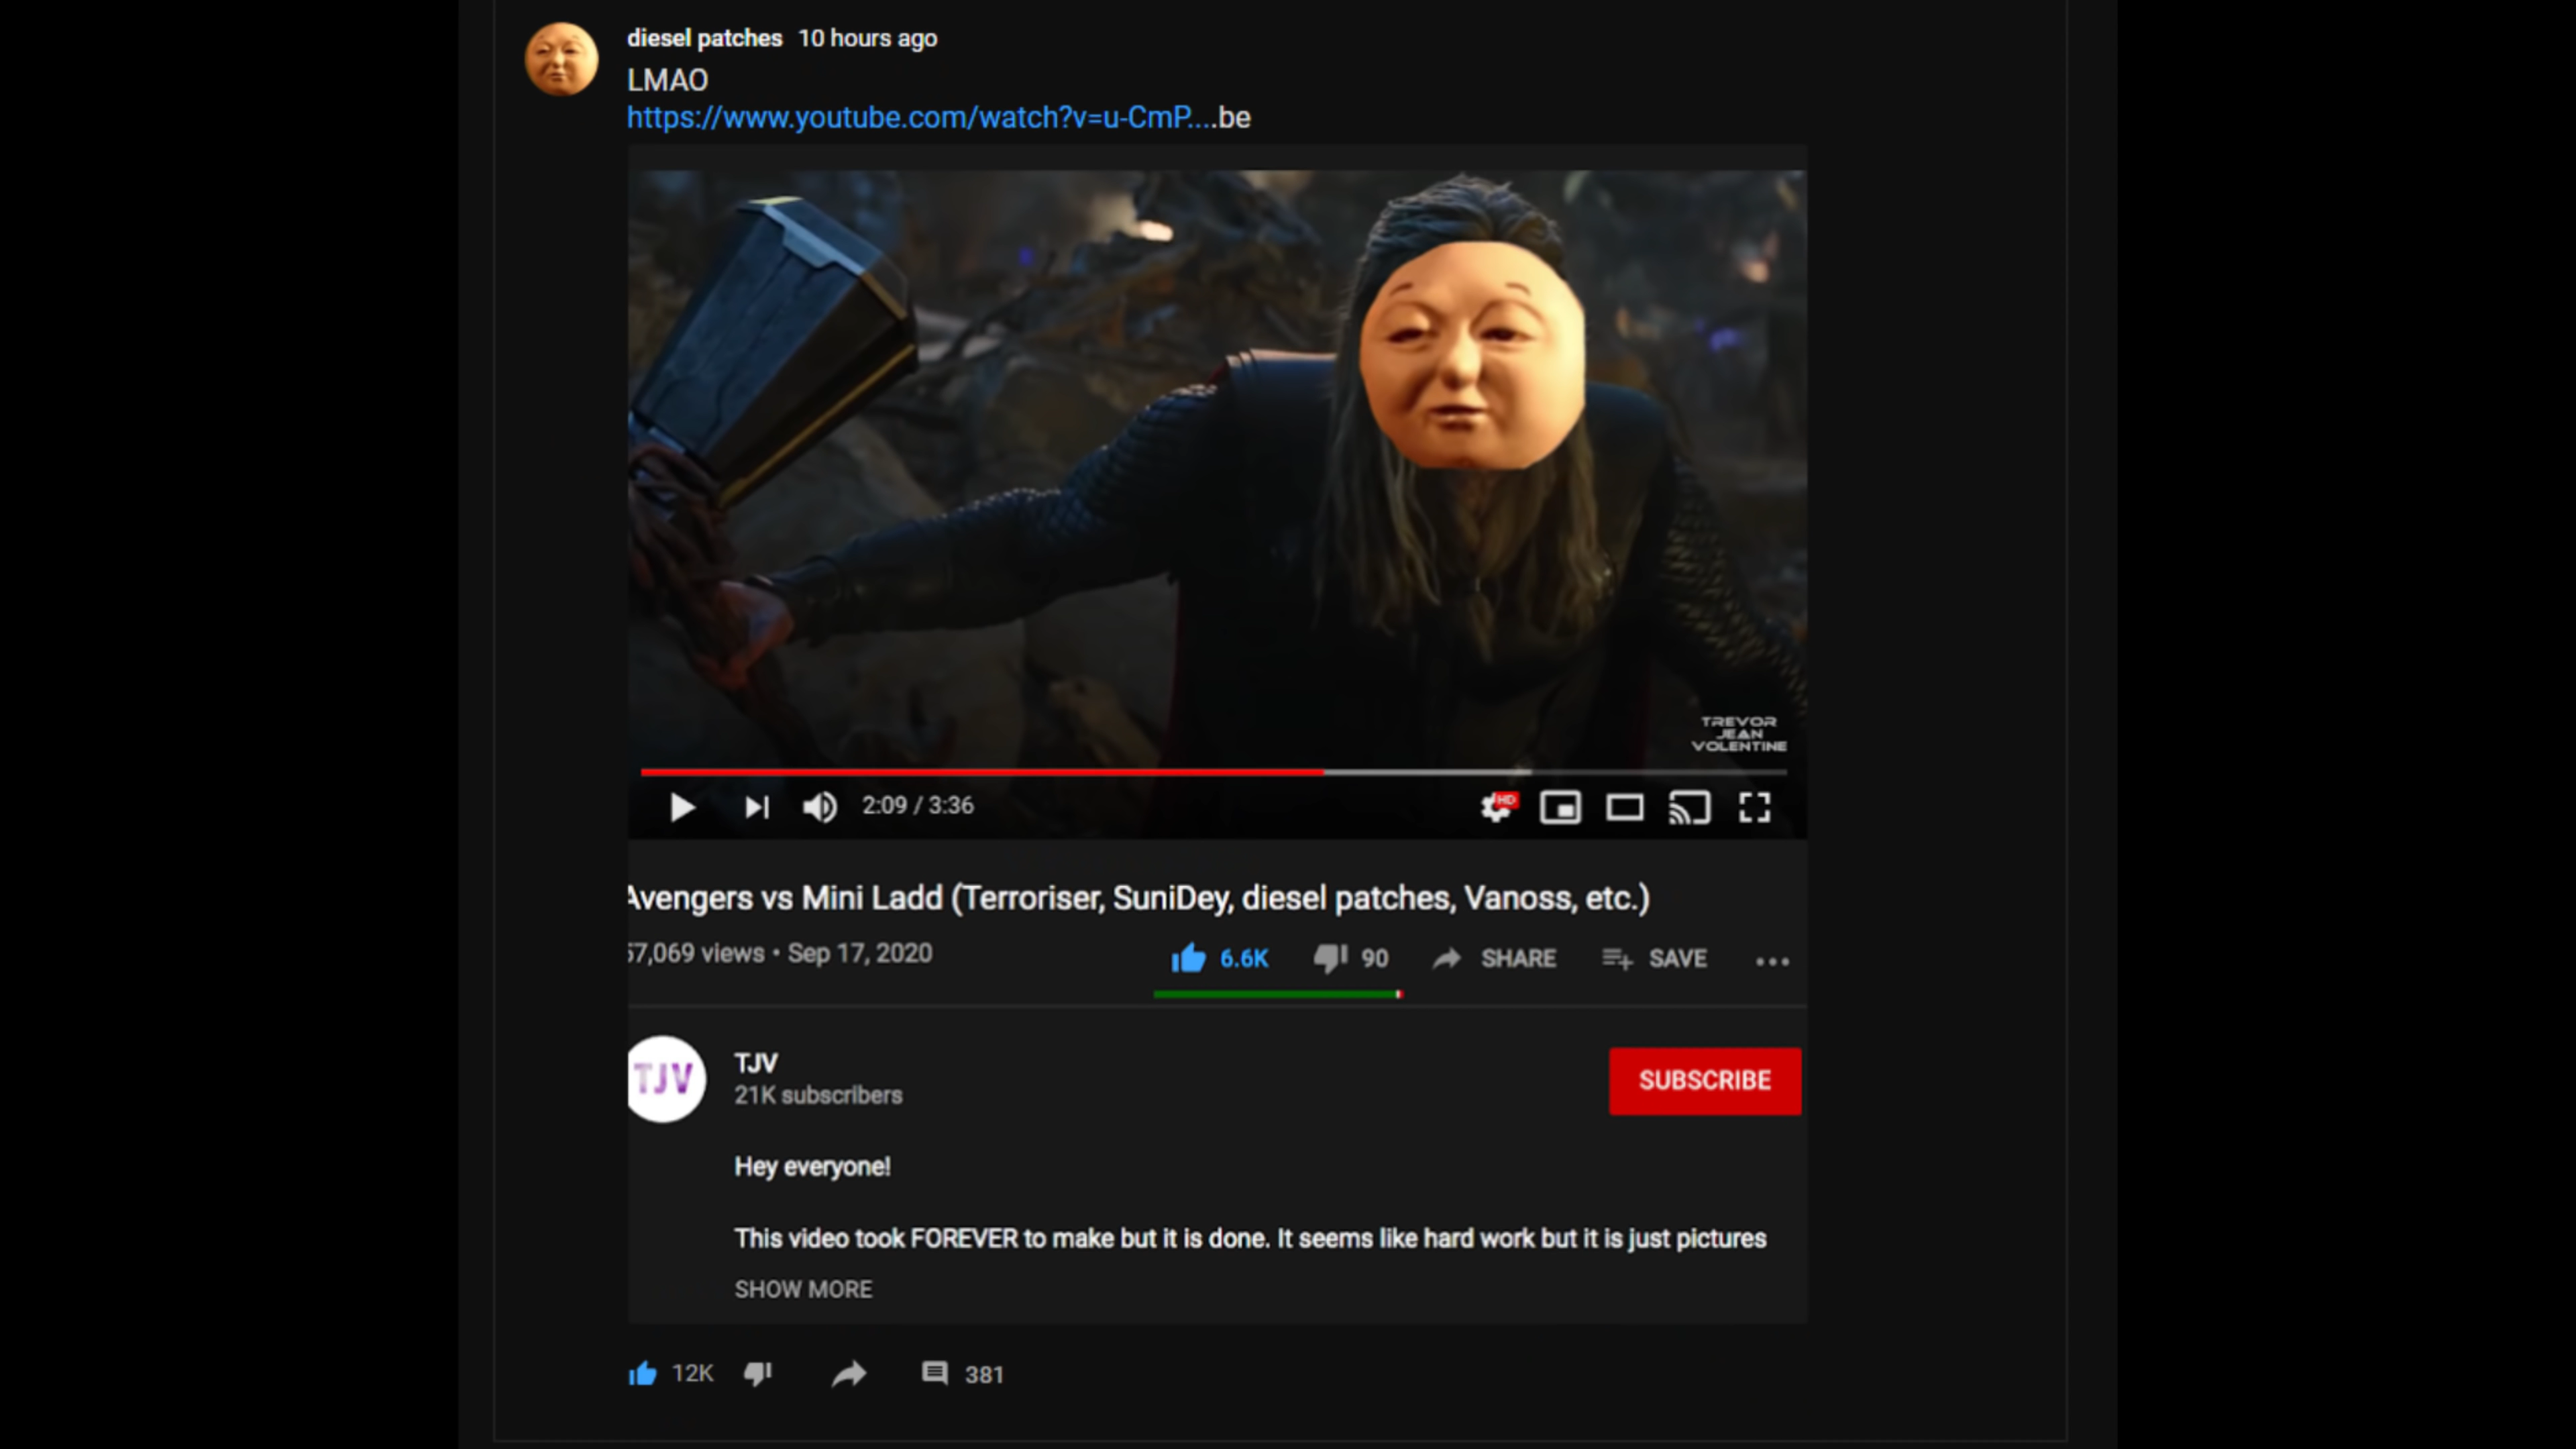 diesel patches 10 hours ago
LMAO
https://www.youtube.com/watch?v=u-CmP....be
TREVOR
JEAN
VOLENTINE
2:09 / 3:36
HD
Avengers vs Mini Ladd (Terroriser, SuniDey, diesel patches, Vanoss, etc.)
57,069 views • Sep 17, 2020
6.6K 90 SHARE SAVE
TJV
TJV
21K subscribers
SUBSCRIBE
Hey everyone!
This video took FOREVER to make but it is done. It seems like hard work but it is just pictures
SHOW MORE
12K 381